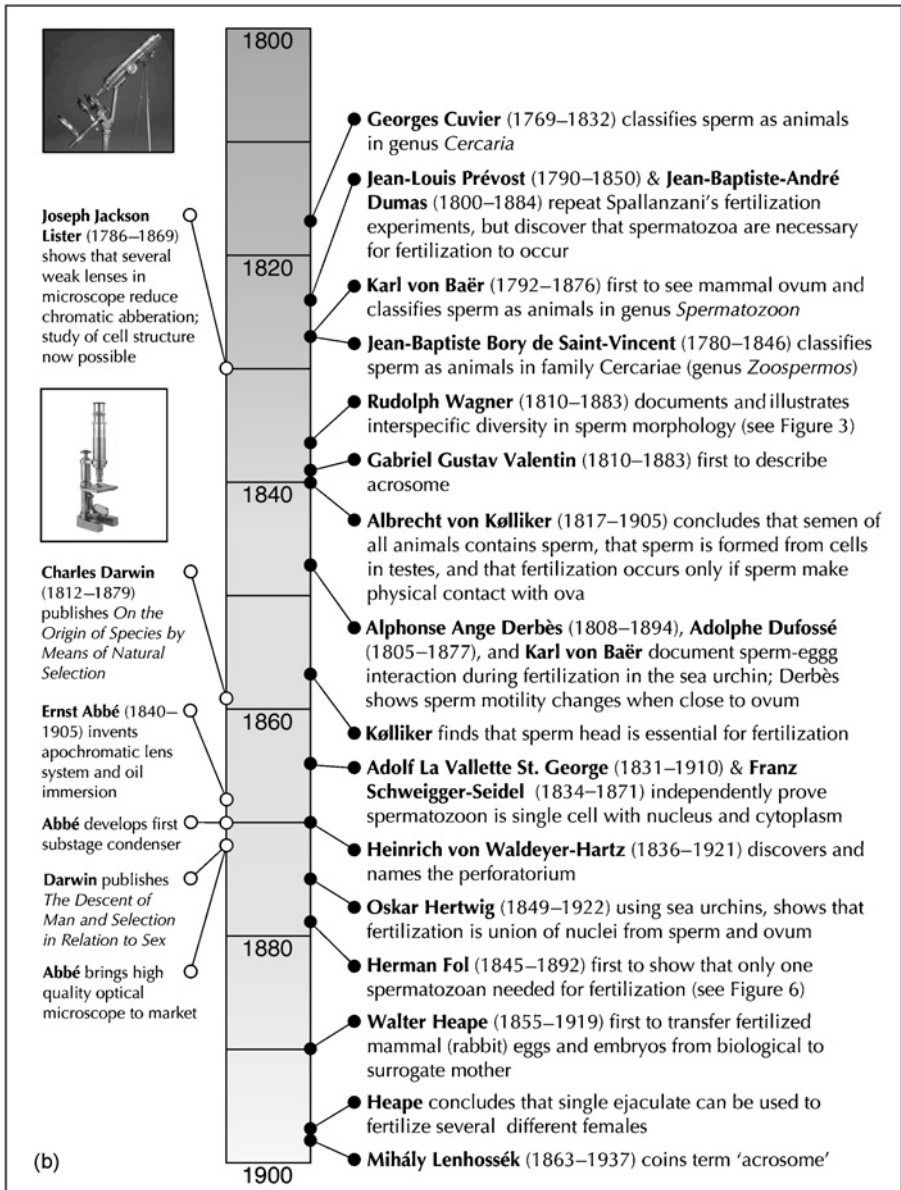 1800
1820
1840
1860
1880
1900
Joseph Jackson
Lister (1786–1869)
shows that several
weak lenses in
microscope reduce
chromatic abberation;
study of cell structure
now possible
Charles Darwin
(1812–1879)
publishes On the
Origin of Species by
Means of Natural
Selection
Ernst Abbé (1840–
1905) invents
apochromatic lens
system and oil
immersion
Abbé develops first
substage condenser
Darwin publishes
The Descent of
Man and Selection
in Relation to Sex
Abbé brings high
quality optical
microscope to market
Georges Cuvier (1769–1832) classifies sperm as animals
in genus Cercaria
Jean-Louis Prévost (1790–1850) & Jean-Baptiste-André
Dumas (1800–1884) repeat Spallanzani's fertilization
experiments, but discover that spermatozoa are necessary
for fertilization to occur
Karl von Baër (1792–1876) first to see mammal ovum and
classifies sperm as animals in genus Spermatozoon
Jean-Baptiste Bory de Saint-Vincent (1780–1846) classifies
sperm as animals in family Cercariae (genus Zoospermos)
Rudolph Wagner (1810–1883) documents and illustrates
interspecific diversity in sperm morphology (see Figure 3)
Gabriel Gustav Valentin (1810–1883) first to describe
acrosome
Albrecht von Kølliker (1817–1905) concludes that semen of
all animals contains sperm, that sperm is formed from cells
in testes, and that fertilization occurs only if sperm make
physical contact with ova
Alphonse Ange Derbès (1808–1894), Adolphe Dufossé
(1805–1877), and Karl von Baër document sperm-eggg
interaction during fertilization in the sea urchin; Derbès
shows sperm motility changes when close to ovum
Kølliker finds that sperm head is essential for fertilization
Adolf La Vallette St. George (1831–1910) & Franz
Schweigger-Seidel (1834–1871) independently prove
spermatozoon is single cell with nucleus and cytoplasm
Heinrich von Waldeyer-Hartz (1836–1921) discovers and
names the perforatorium
Oskar Hertwig (1849–1922) using sea urchins, shows that
fertilization is union of nuclei from sperm and ovum
Herman Fol (1845–1892) first to show that only one
spermatozoan needed for fertilization (see Figure 6)
Walter Heape (1855–1919) first to transfer fertilized
mammal (rabbit) eggs and embryos from biological to
surrogate mother
Heape concludes that single ejaculate can be used to
fertilize several different females
Mihály Lenhossék (1863–1937) coins term 'acrosome'
(b)